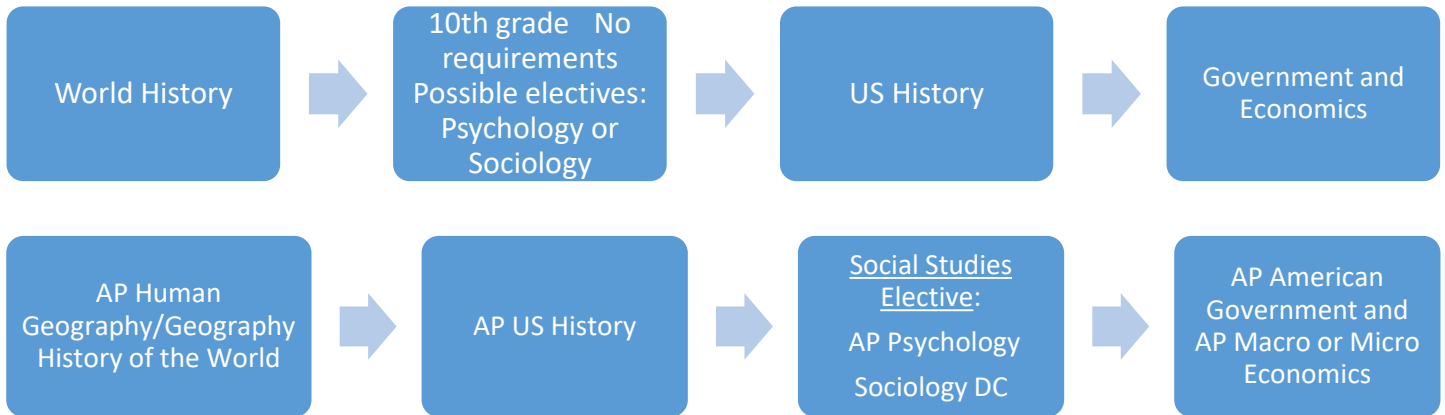 World History
10th grade No
requirements
Possible electives:
Psychology or
Sociology
US History
Government and
Economics
AP Human
Geography/Geography
History of the World
AP US History
Social Studies
Elective:
AP Psychology
Sociology DC
AP American
Government and
AP Macro or Micro
Economics